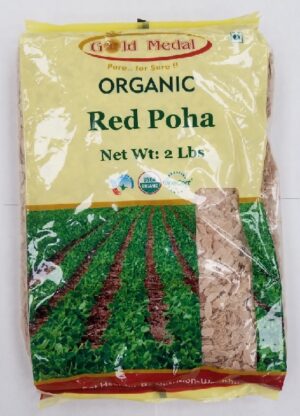 Gold Medal
Pure... for Sure !!
ORGANIC
Red Poha
Net Wt: 2 Lbs
USDA
ORGANIC